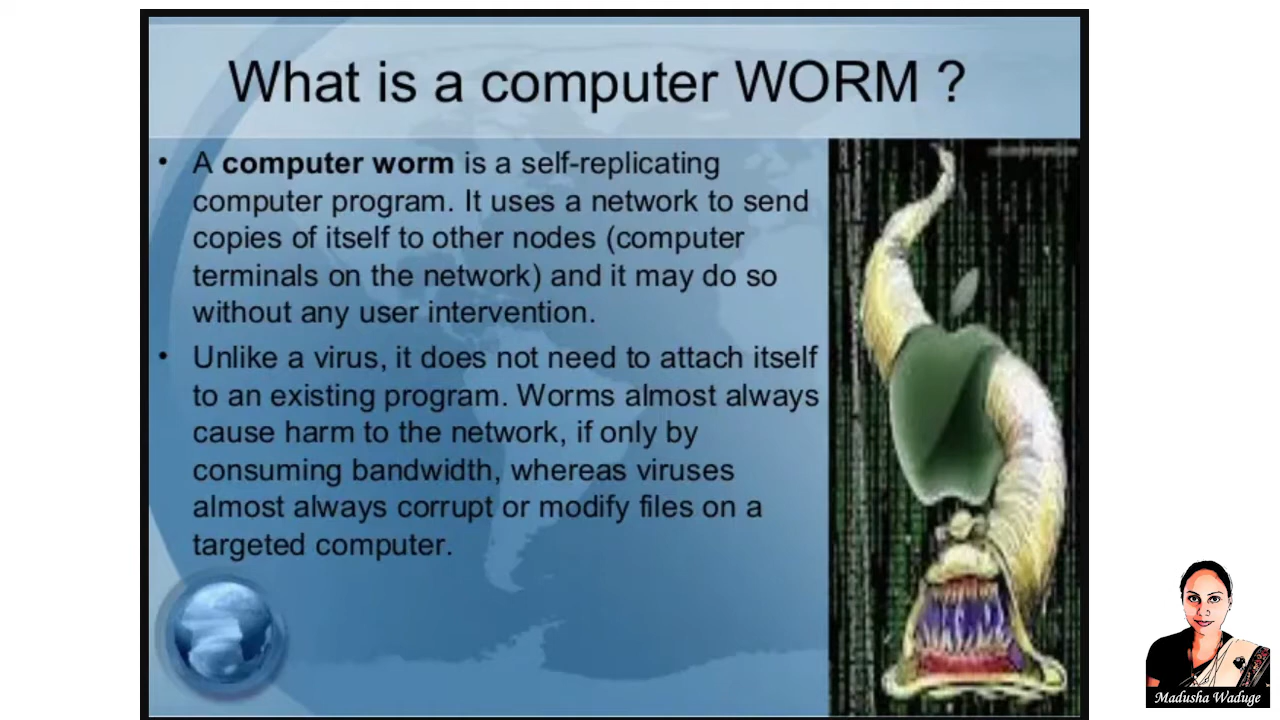 What is a computer WORM ?
• A computer worm is a self-replicating
computer program. It uses a network to send
copies of itself to other nodes (computer
terminals on the network) and it may do so
without any user intervention.
• Unlike a virus, it does not need to attach itself
to an existing program. Worms almost always
cause harm to the network, if only by
consuming bandwidth, whereas viruses
almost always corrupt or modify files on a
targeted computer.
Madusha Waduge